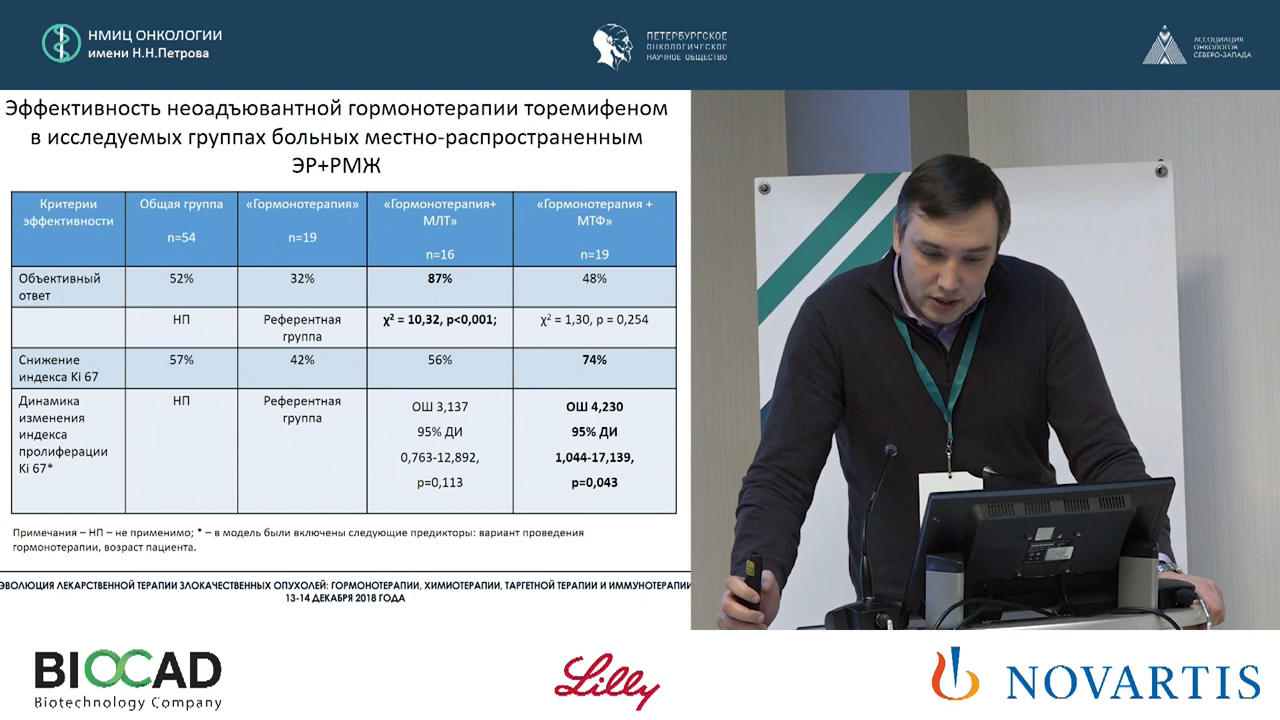 НМИЦ ОНКОЛОГИИ
имени Н.Н.Петрова
ПЕТЕРБУРГСКОЕ
ОНКОЛОГИЧЕСКОЕ
НАУЧНОЕ ОБЩЕСТВО
АССОЦИАЦИЯ
ОНКОЛОГОВ
СЕВЕРО-ЗАПАДА
Эффективность неоадъювантной гормонотерапии торемифеном
в исследуемых группах больных местно-распространенным
ЭР+РМЖ
Критерии
эффективности
Общая группа
n=54
«Гормонотерапия»
n=19
«Гормонотерапия+
МЛТ»
n=16
«Гормонотерапия +
МТФ»
n=19
Объективный
ответ
52%
32%
87%
48%
НП
Референтная
группа
χ² = 10,32, p<0,001;
χ² = 1,30, p = 0,254
Снижение
индекса Ki 67
57%
42%
56%
74%
Динамика
изменения
индекса
пролиферации
Ki 67*
НП
Референтная
группа
ОШ 3,137
95% ДИ
0,763-12,892,
p=0,113
ОШ 4,230
95% ДИ
1,044-17,139,
p=0,043
Примечания – НП – не применимо; * – в модель были включены следующие предикторы: вариант проведения
гормонотерапии, возраст пациента.
ЭВОЛЮЦИЯ ЛЕКАРСТВЕННОЙ ТЕРАПИИ ЗЛОКАЧЕСТВЕННЫХ ОПУХОЛЕЙ: ГОРМОНОТЕРАПИИ, ХИМИОТЕРАПИИ, ТАРГЕТНОЙ ТЕРАПИИ И ИММУНОТЕРАПИИ
13-14 ДЕКАБРЯ 2018 ГОДА
BIOCAD
Biotechnology Company
Lilly
NOVARTIS